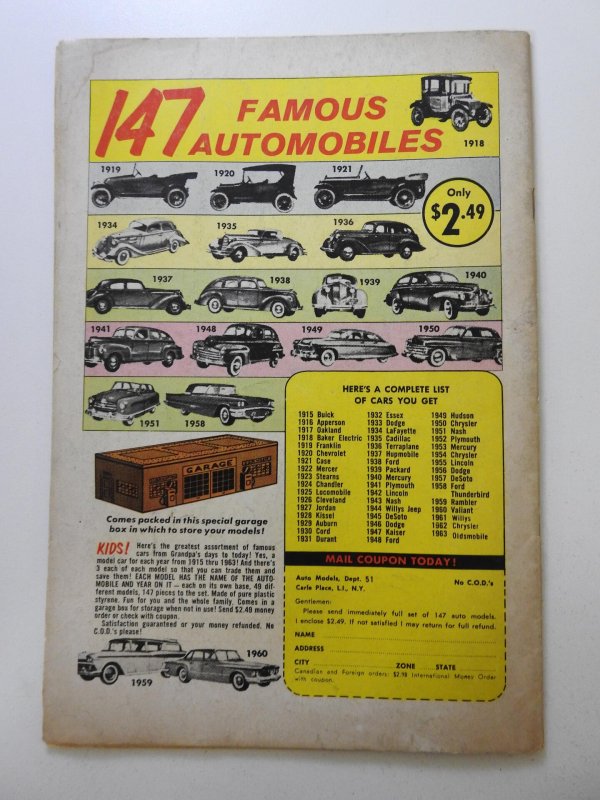 147 FAMOUS
AUTOMOBILES
1918
1919
1920
1921
Only
$2.49
1934
1935
1936
1937
1938
1939
1940
1941
1948
1949
1950
1951
1958
GARAGE
Comes packed in this special garage
box in which to store your models!
KIDS! Here's the greatest assortment of famous
cars from Grandpa's days to today! Yes, a
model car for each year from 1915 thru 1963! And there's
3 each of each model so that you can trade them and
save them! EACH MODEL HAS THE NAME OF THE AUTO-
MOBILE AND YEAR ON IT — each on its own base, 49 dif-
ferent models, 147 pieces to the set. Made of pure plastic
styrene. Fun for you and the whole family. Comes in a
garage box for storage when not in use! Send $2.49 money
order or check with coupon.
Satisfaction guaranteed or your money refunded. No
C.O.D.'s please!
1959
1960
HERE'S A COMPLETE LIST
OF CARS YOU GET
1915 Buick
1916 Apperson
1917 Oakland
1918 Baker Electric
1919 Franklin
1920 Chevrolet
1921 Case
1922 Mercer
1923 Stearns
1924 Chandler
1925 Locomobile
1926 Cleveland
1927 Jordan
1928 Kissel
1929 Auburn
1930 Cord
1931 Durant
1932 Essex
1933 Dodge
1934 LaFayette
1935 Cadillac
1936 Terraplane
1937 Hupmobile
1938 Ford
1939 Packard
1940 Mercury
1941 Plymouth
1942 Lincoln
1943 Nash
1944 Willys Jeep
1945 DeSoto
1946 Dodge
1947 Kaiser
1948 Ford
1949 Hudson
1950 Chrysler
1951 Nash
1952 Plymouth
1953 Mercury
1954 Chrysler
1955 Lincoln
1956 Dodge
1957 DeSoto
1958 Ford
Thunderbird
1959 Rambler
1960 Valiant
1961 Willys
1962 Chrysler
1963 Oldsmobile
MAIL COUPON TODAY!
Auto Models, Dept. 51 No C.O.D.'s
Carle Place, L.I., N.Y.
Gentlemen:
Please send immediately full set of 147 auto models.
I enclose $2.49. If not satisfied I may return for full refund.
NAME
ADDRESS
CITY ZONE STATE
Canadian and Foreign orders: $2.98 International Money Order
with coupon.